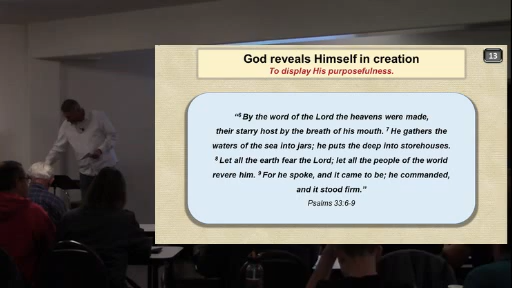 God reveals Himself in creation
To display His purposefulness.
13
"⁶ By the word of the Lord the heavens were made,
their starry host by the breath of his mouth. ⁷ He gathers the
waters of the sea into jars; he puts the deep into storehouses.
⁸ Let all the earth fear the Lord; let all the people of the world
revere him. ⁹ For he spoke, and it came to be; he commanded,
and it stood firm."
Psalms 33:6-9